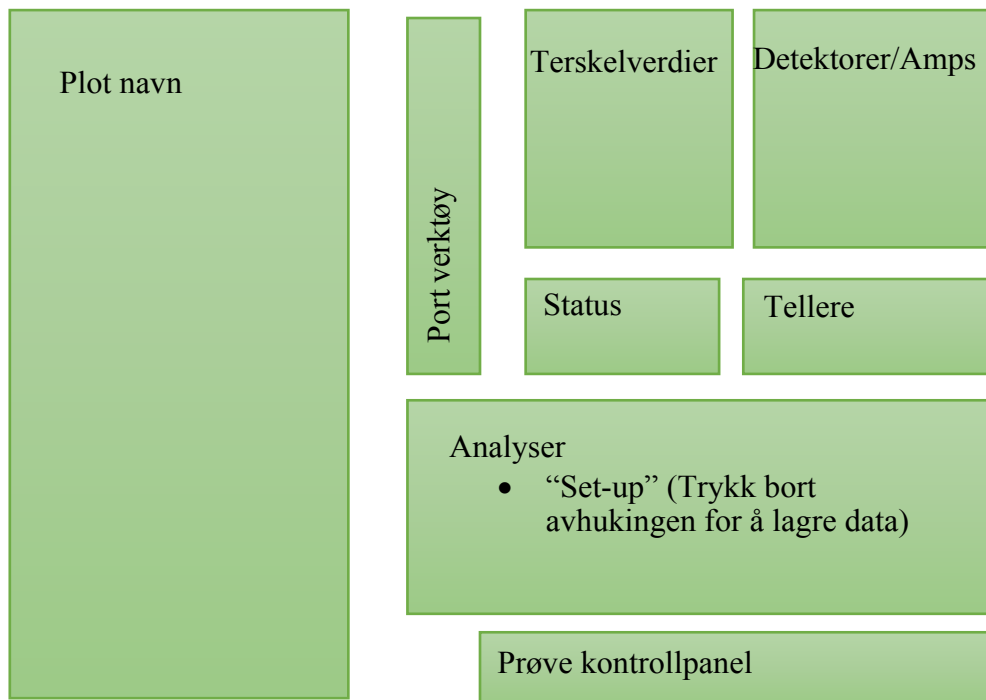 Plot navn
Port verktøy
Terskelverdier
Detektorer/Amps
Status
Tellere
Analyser
• “Set-up” (Trykk bort
avhukingen for å lagre data)
Prøve kontrollpanel